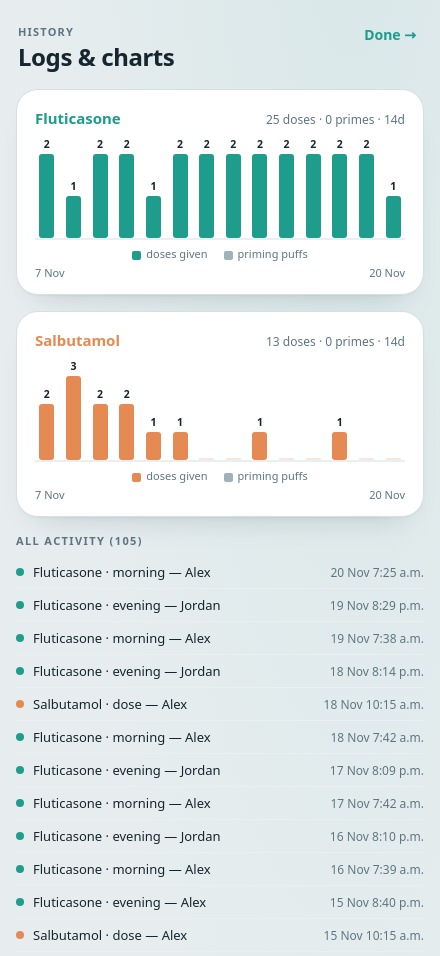 HISTORY
Logs & charts
Done →
Fluticasone
25 doses · 0 primes · 14d
2 1 2 2 1 2 2 2 2 2 2 2 2 1
doses given priming puffs
7 Nov 20 Nov
Salbutamol
13 doses · 0 primes · 14d
2 3 2 2 1 1 1 1
doses given priming puffs
7 Nov 20 Nov
ALL ACTIVITY (105)
Fluticasone · morning — Alex 20 Nov 7:25 a.m.
Fluticasone · evening — Jordan 19 Nov 8:29 p.m.
Fluticasone · morning — Alex 19 Nov 7:38 a.m.
Fluticasone · evening — Jordan 18 Nov 8:14 p.m.
Salbutamol · dose — Alex 18 Nov 10:15 a.m.
Fluticasone · morning — Alex 18 Nov 7:42 a.m.
Fluticasone · evening — Jordan 17 Nov 8:09 p.m.
Fluticasone · morning — Alex 17 Nov 7:42 a.m.
Fluticasone · evening — Jordan 16 Nov 8:10 p.m.
Fluticasone · morning — Alex 16 Nov 7:39 a.m.
Fluticasone · evening — Alex 15 Nov 8:40 p.m.
Salbutamol · dose — Alex 15 Nov 10:15 a.m.